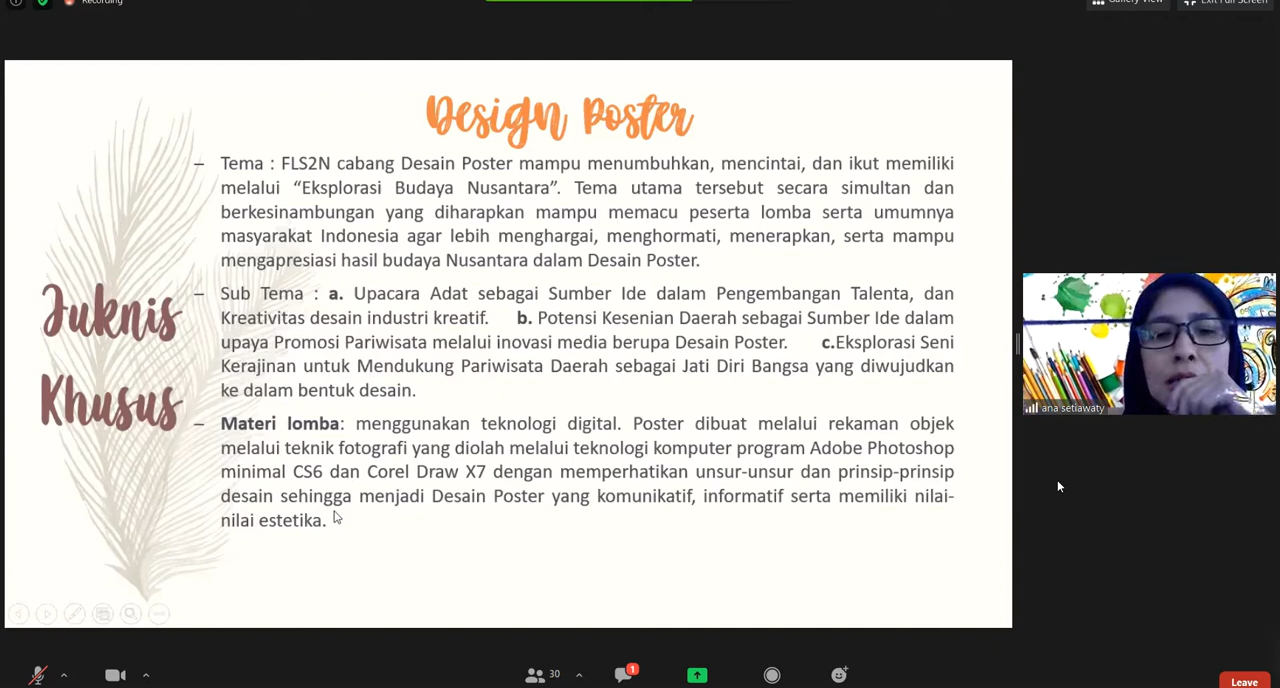 Recording
Gallery View
Exit Full Screen
Design Poster
– Tema : FLS2N cabang Desain Poster mampu menumbuhkan, mencintai, dan ikut memiliki
melalui “Eksplorasi Budaya Nusantara”. Tema utama tersebut secara simultan dan
berkesinambungan yang diharapkan mampu memacu peserta lomba serta umumnya
masyarakat Indonesia agar lebih menghargai, menghormati, menerapkan, serta mampu
mengapresiasi hasil budaya Nusantara dalam Desain Poster.
Juknis
Khusus
– Sub Tema : a. Upacara Adat sebagai Sumber Ide dalam Pengembangan Talenta, dan
Kreativitas desain industri kreatif. b. Potensi Kesenian Daerah sebagai Sumber Ide dalam
upaya Promosi Pariwisata melalui inovasi media berupa Desain Poster. c.Eksplorasi Seni
Kerajinan untuk Mendukung Pariwisata Daerah sebagai Jati Diri Bangsa yang diwujudkan
ke dalam bentuk desain.
– Materi lomba: menggunakan teknologi digital. Poster dibuat melalui rekaman objek
melalui teknik fotografi yang diolah melalui teknologi komputer program Adobe Photoshop
minimal CS6 dan Corel Draw X7 dengan memperhatikan unsur-unsur dan prinsip-prinsip
desain sehingga menjadi Desain Poster yang komunikatif, informatif serta memiliki nilai-
nilai estetika.
ana setiawaty
30
1
Leave